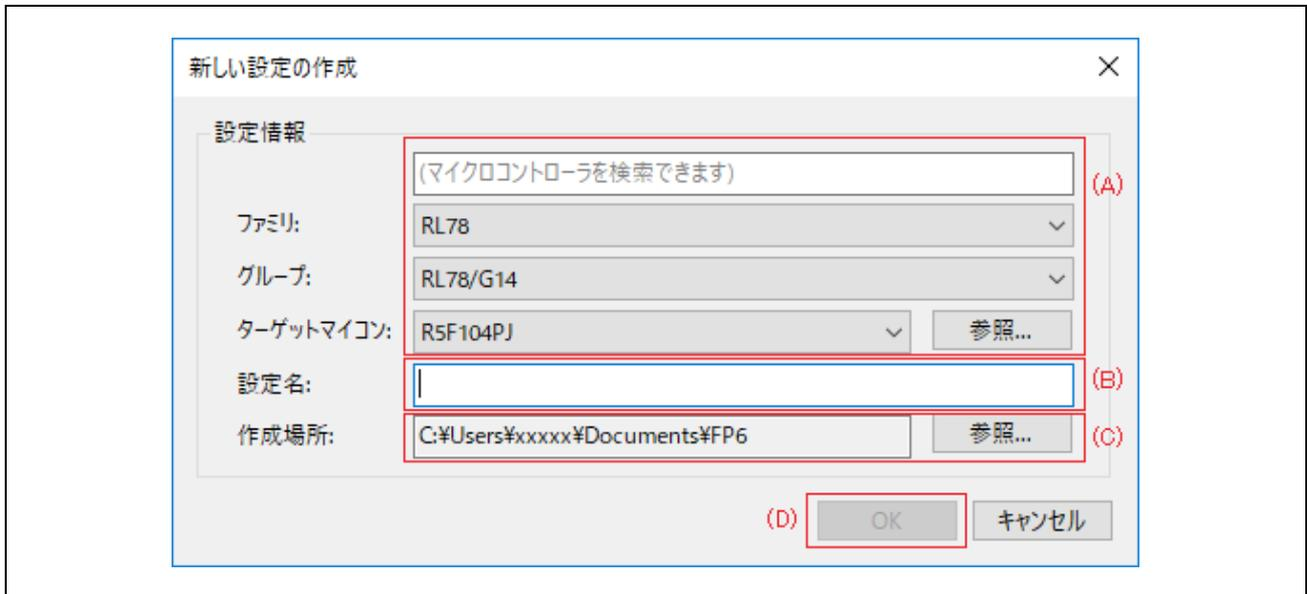 新しい設定の作成
設定情報
(マイクロコントローラを検索できます)
(A)
ファミリ: RL78
グループ: RL78/G14
ターゲットマイコン: R5F104PJ 参照...
設定名:
(B)
作成場所: C:¥Users¥xxxxx¥Documents¥FP6 参照...
(C)
(D) OK キャンセル